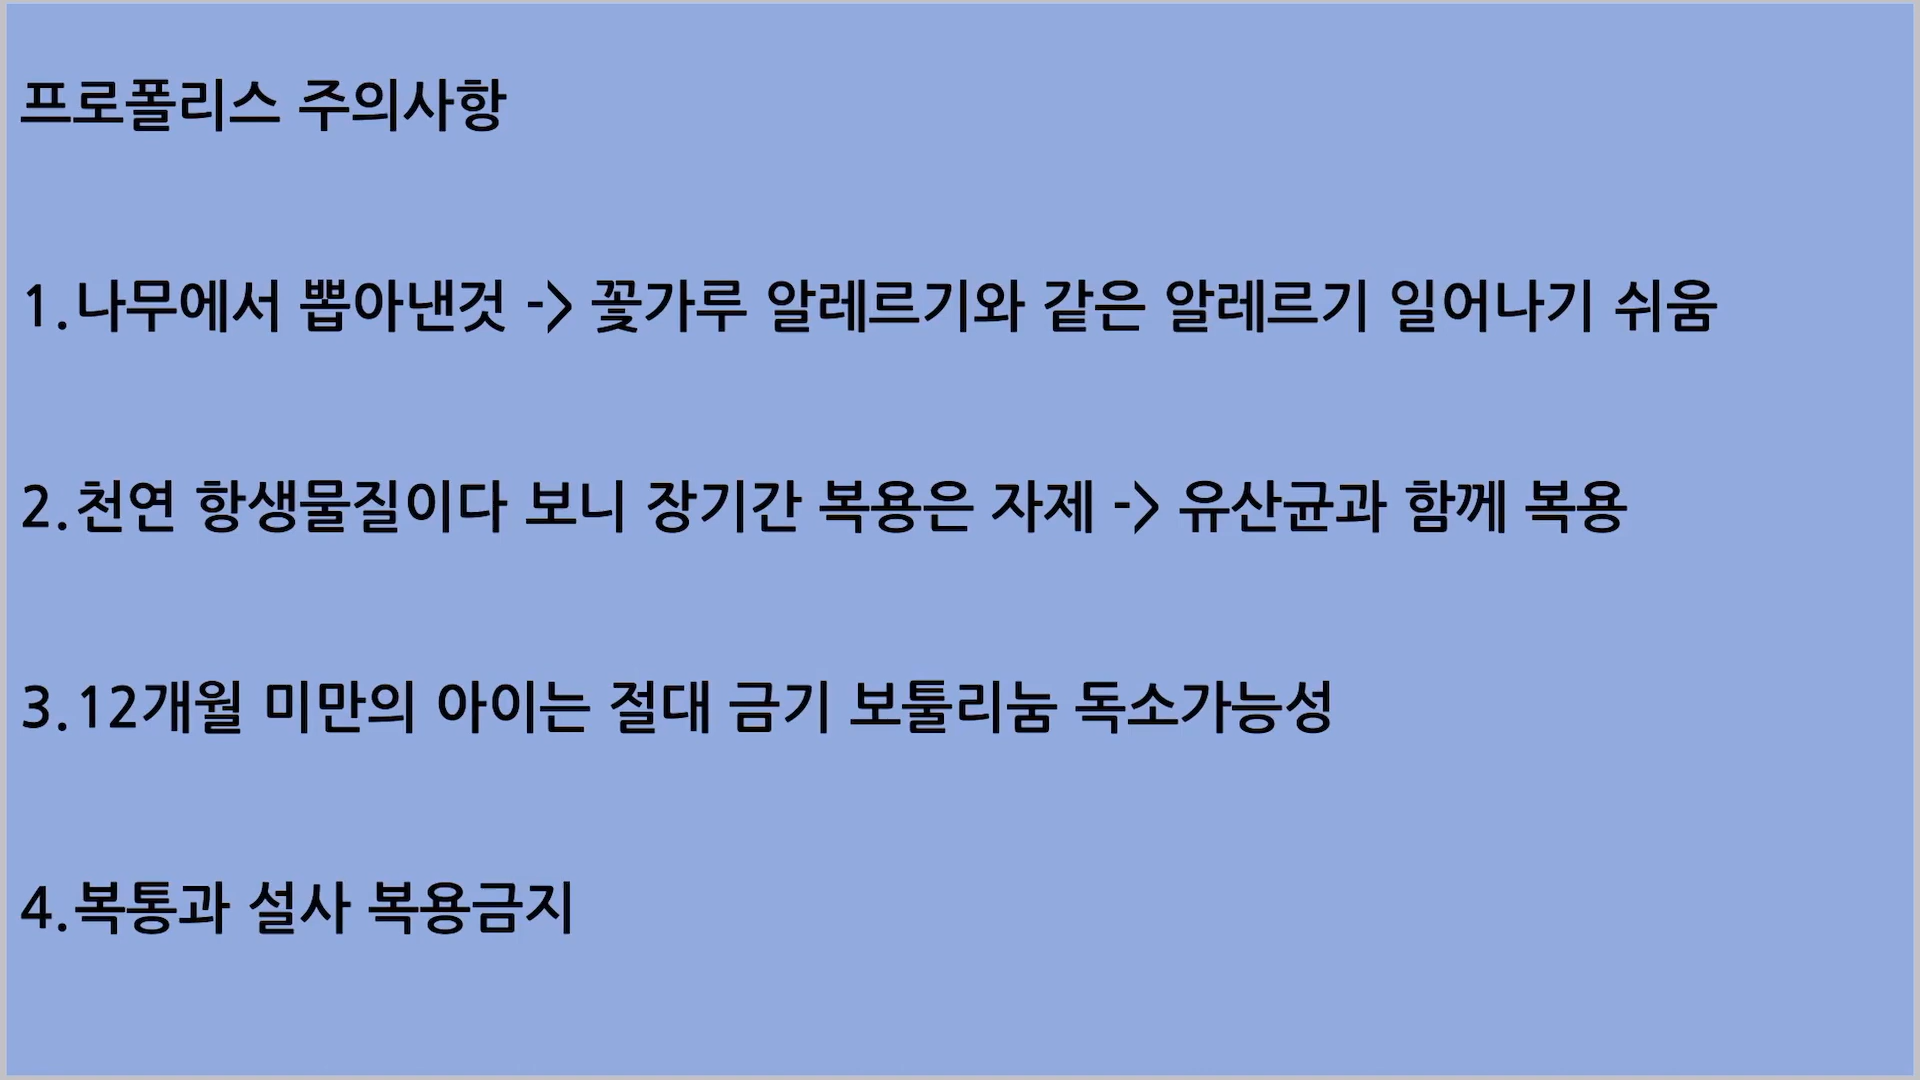 프로폴리스 주의사항
1.나무에서 뽑아낸것 -> 꽃가루 알레르기와 같은 알레르기 일어나기 쉬움
2.천연 항생물질이다 보니 장기간 복용은 자제 -> 유산균과 함께 복용
3.12개월 미만의 아이는 절대 금기 보툴리눔 독소가능성
4.복통과 설사 복용금지